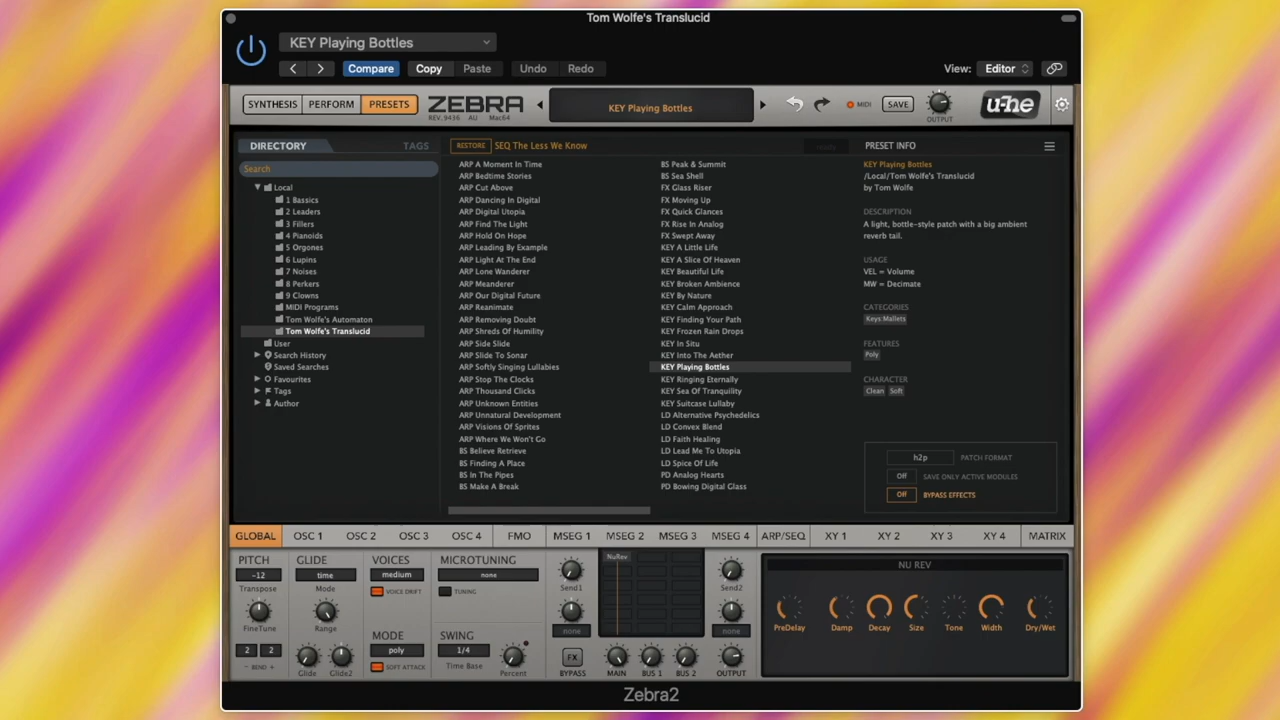 Tom Wolfe's Translucid
KEY Playing Bottles
Compare Copy Paste Undo Redo View: Editor
SYNTHESIS PERFORM PRESETS ZEBRA KEY Playing Bottles MIDI SAVE OUTPUT u-he
REV. 9436 AU Mac64
DIRECTORY TAGS RESTORE SEQ The Less We Know ready PRESET INFO
Search
Local
1 Bassics
2 Leaders
3 Fillers
4 Pianoids
5 Orgones
6 Lupins
7 Noises
8 Perkers
9 Clowns
MIDI Programs
Tom Wolfe's Automaton
Tom Wolfe's Translucid
User
Search History
Saved Searches
Favourites
Tags
Author
ARP A Moment In Time
ARP Bedtime Stories
ARP Cut Above
ARP Dancing In Digital
ARP Digital Utopia
ARP Find The Light
ARP Hold On Hope
ARP Leading By Example
ARP Light At The End
ARP Lone Wanderer
ARP Meanderer
ARP Our Digital Future
ARP Reanimate
ARP Removing Doubt
ARP Shreds Of Humility
ARP Side Slide
ARP Slide To Sonar
ARP Softly Singing Lullabies
ARP Stop The Clocks
ARP Thousand Clicks
ARP Unknown Entities
ARP Unnatural Development
ARP Visions Of Sprites
ARP Where We Won't Go
BS Believe Retrieve
BS Finding A Place
BS In The Pipes
BS Make A Break
BS Peak & Summit
BS Sea Shell
FX Glass Riser
FX Moving Up
FX Quick Glances
FX Rise In Analog
FX Swept Away
KEY A Little Life
KEY A Slice Of Heaven
KEY Beautiful Life
KEY Broken Ambience
KEY By Nature
KEY Calm Approach
KEY Finding Your Path
KEY Frozen Rain Drops
KEY In Situ
KEY Into The Aether
KEY Playing Bottles
KEY Ringing Eternally
KEY Sea Of Tranquility
KEY Suitcase Lullaby
LD Alternative Psychedelics
LD Convex Blend
LD Faith Healing
LD Lead Me To Utopia
LD Spice Of Life
PD Analog Hearts
PD Bowing Digital Glass
KEY Playing Bottles
/Local/Tom Wolfe's Translucid
by Tom Wolfe
DESCRIPTION
A light, bottle-style patch with a big ambient
reverb tail.
USAGE
VEL = Volume
MW = Decimate
CATEGORIES
Keys:Mallets
FEATURES
Poly
CHARACTER
Clean Soft
h2p PATCH FORMAT
Off SAVE ONLY ACTIVE MODULES
Off BYPASS EFFECTS
GLOBAL OSC 1 OSC 2 OSC 3 OSC 4 FMO MSEG 1 MSEG 2 MSEG 3 MSEG 4 ARP/SEQ XY 1 XY 2 XY 3 XY 4 MATRIX
PITCH GLIDE VOICES MICROTUNING
-12 time medium none
Transpose Mode VOICE DRIFT TUNING
FineTune Range
MODE SWING
2 2 poly 1/4
- BEND + Glide Glide2 SOFT ATTACK Time Base Percent
NuRev
Send1 Send2
none none
FX
BYPASS MAIN BUS 1 BUS 2 OUTPUT
NU REV
PreDelay Damp Decay Size Tone Width Dry/Wet
Zebra2